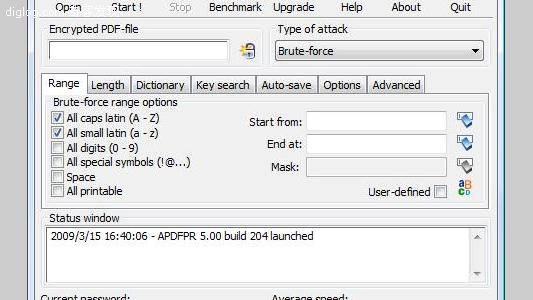 Open Start ! Stop Benchmark Upgrade Help About Quit
Encrypted PDF-file
Type of attack
Brute-force
Range Length Dictionary Key search Auto-save Options Advanced
Brute-force range options
All caps latin (A - Z)
All small latin (a - z)
All digits (0 - 9)
All special symbols (!@...)
Space
All printable
Start from:
End at:
Mask:
User-defined
Status window
2009/3/15 16:40:06 - APDFPR 5.00 build 204 launched
Current password:
Average speed: